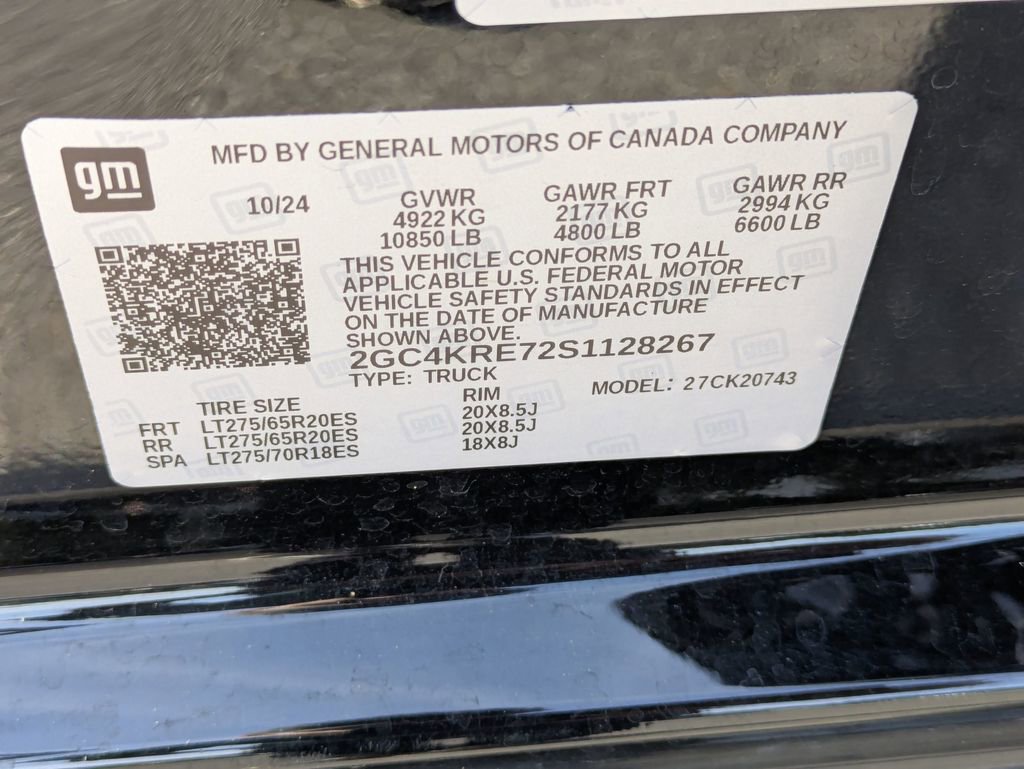 gm
MFD BY GENERAL MOTORS OF CANADA COMPANY
10/24
GVWR GAWR FRT GAWR RR
4922 KG 2177 KG 2994 KG
10850 LB 4800 LB 6600 LB
THIS VEHICLE CONFORMS TO ALL
APPLICABLE U.S. FEDERAL MOTOR
VEHICLE SAFETY STANDARDS IN EFFECT
ON THE DATE OF MANUFACTURE
SHOWN ABOVE.
2GC4KRE72S1128267
TYPE: TRUCK MODEL: 27CK20743
TIRE SIZE RIM
FRT LT275/65R20ES 20X8.5J
RR LT275/65R20ES 20X8.5J
SPA LT275/70R18ES 18X8J